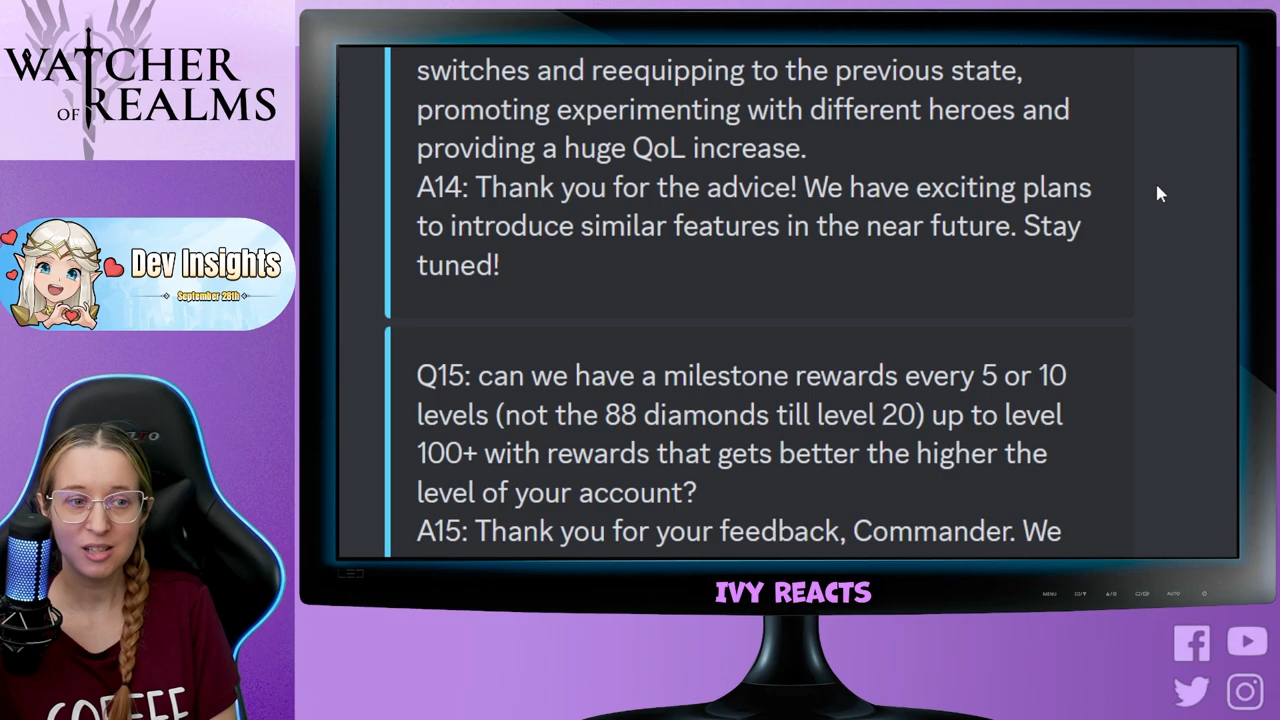 WATCHER
OF REALMS
Dev Insights
September 28th
switches and reequipping to the previous state,
promoting experimenting with different heroes and
providing a huge QoL increase.
A14: Thank you for the advice! We have exciting plans
to introduce similar features in the near future. Stay
tuned!
Q15: can we have a milestone rewards every 5 or 10
levels (not the 88 diamonds till level 20) up to level
100+ with rewards that gets better the higher the
level of your account?
A15: Thank you for your feedback, Commander. We
IVY REACTS
MENU
AUTO
COFFEE